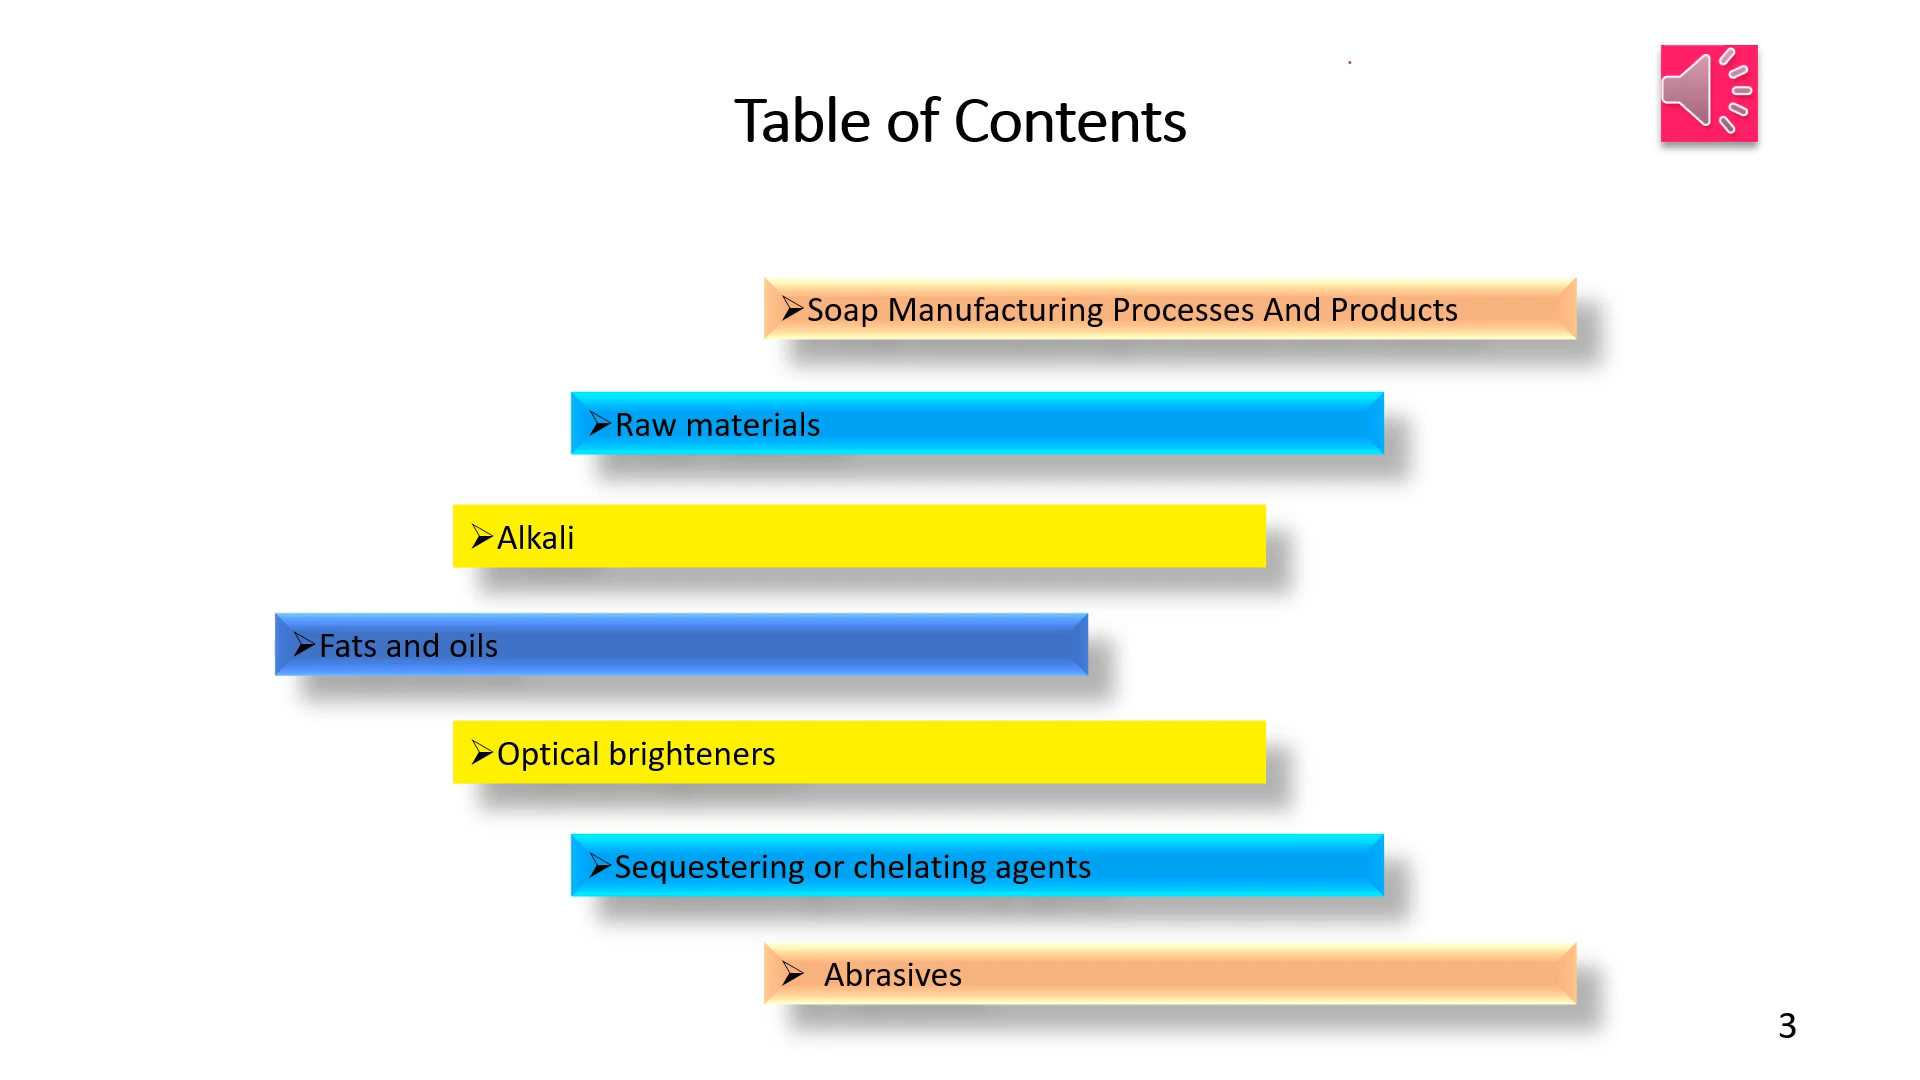 Table of Contents
➢Soap Manufacturing Processes And Products
➢Raw materials
➢Alkali
➢Fats and oils
➢Optical brighteners
➢Sequestering or chelating agents
➢ Abrasives
3